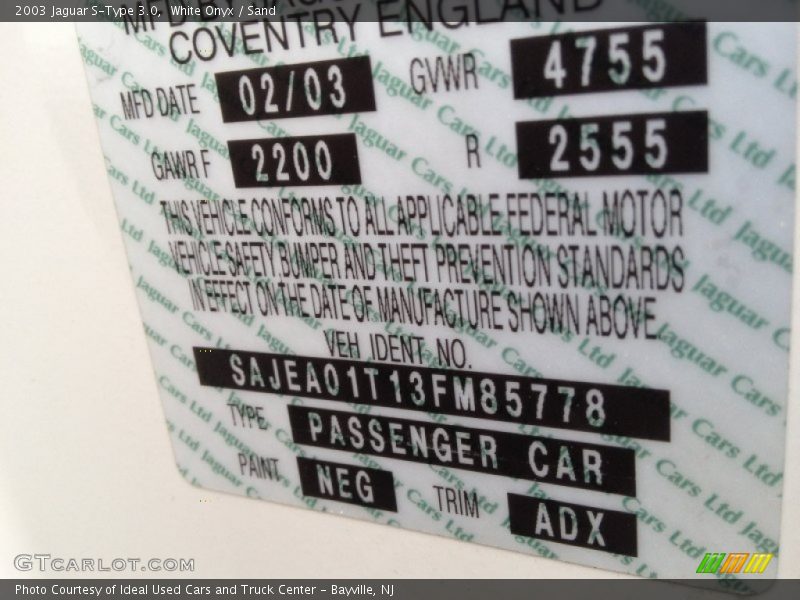 2003 Jaguar S-Type 3.0, White Onyx / Sand
COVENTRY ENGLAND
MFD DATE 02/03 GVWR 4755
GAWR F 2200 R 2555
THIS VEHICLE CONFORMS TO ALL APPLICABLE FEDERAL MOTOR
VEHICLE SAFETY BUMPER AND THEFT PREVENTION STANDARDS
IN EFFECT ON THE DATE OF MANUFACTURE SHOWN ABOVE.
VEH. IDENT. NO.
SAJEA01T13FM85778
TYPE PASSENGER CAR
PAINT NEG TRIM ADX
GTcarlot.com
Photo Courtesy of Ideal Used Cars and Truck Center - Bayville, NJ